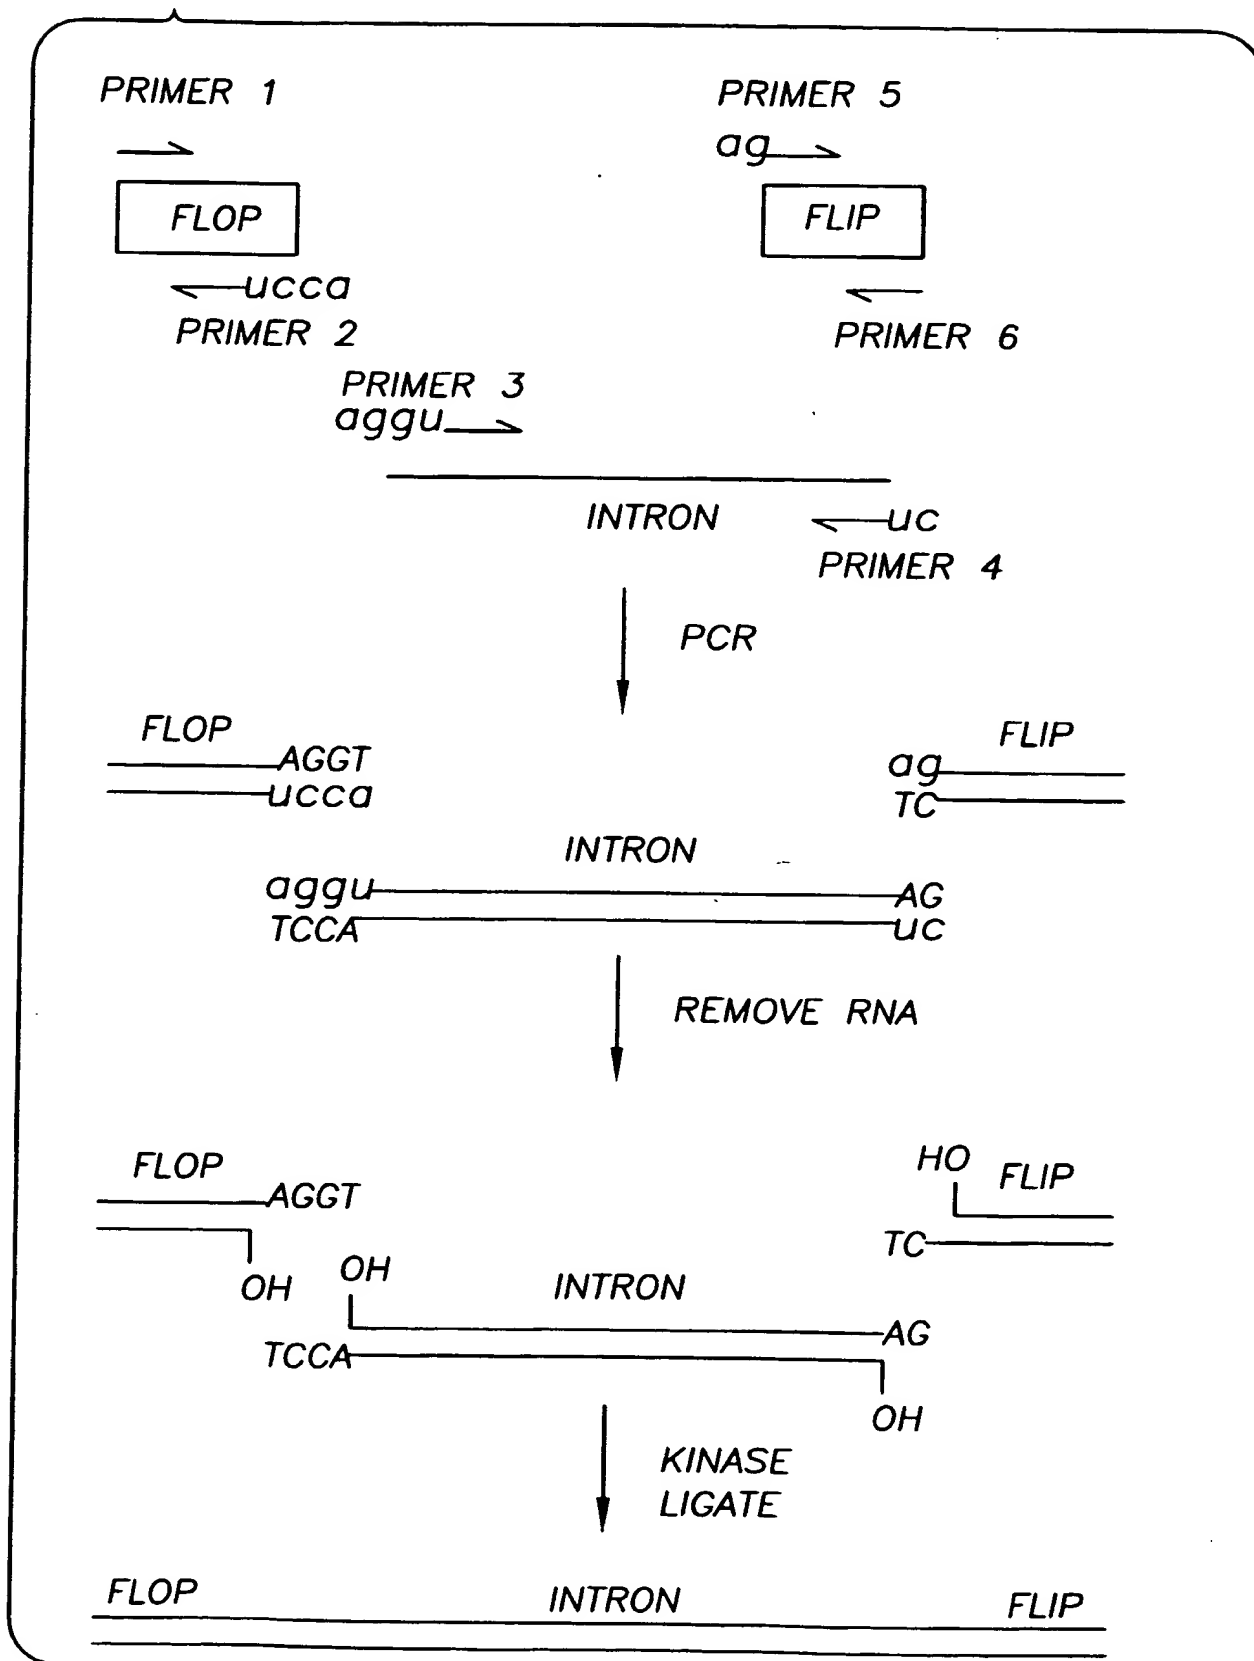 PRIMER 1
PRIMER 5
ag
FLOP
FLIP
ucca
PRIMER 2
PRIMER 6
PRIMER 3
aggu
INTRON
uc
PRIMER 4
PCR
FLOP
FLIP
AGGT
ag
ucca
TC
INTRON
aggu
AG
TCCA
uc
REMOVE RNA
FLOP
HO
FLIP
AGGT
TC
OH
OH
INTRON
AG
TCCA
OH
KINASE
LIGATE
FLOP
INTRON
FLIP